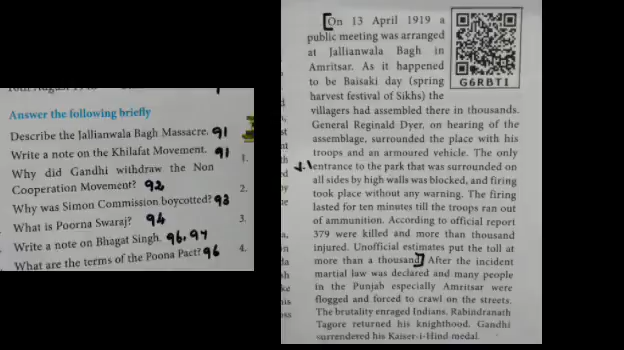 Answer the following briefly
Describe the Jallianwala Bagh Massacre. 91
Write a note on the Khilafat Movement. 91
Why did Gandhi withdraw the Non
Cooperation Movement? 92
Why was Simon Commission boycotted? 93
What is Poorna Swaraj? 94
Write a note on Bhagat Singh. 96, 97
What are the terms of the Poona Pact? 96
1.
2.
3.
4.
[On 13 April 1919 a
public meeting was arranged
at Jallianwala Bagh in
Amritsar. As it happened
to be Baisaki day (spring
harvest festival of Sikhs) the
G6RBT1
villagers had assembled there in thousands.
General Reginald Dyer, on hearing of the
assemblage, surrounded the place with his
troops and an armoured vehicle. The only
entrance to the park that was surrounded on
all sides by high walls was blocked, and firing
took place without any warning. The firing
lasted for ten minutes till the troops ran out
of ammunition. According to official report
379 were killed and more than thousand
injured. Unofficial estimates put the toll at
more than a thousand] After the incident
martial law was declared and many people
in the Punjab especially Amritsar were
flogged and forced to crawl on the streets.
The brutality enraged Indians. Rabindranath
Tagore returned his knighthood. Gandhi
surrendered his Kaiser-i-Hind medal.